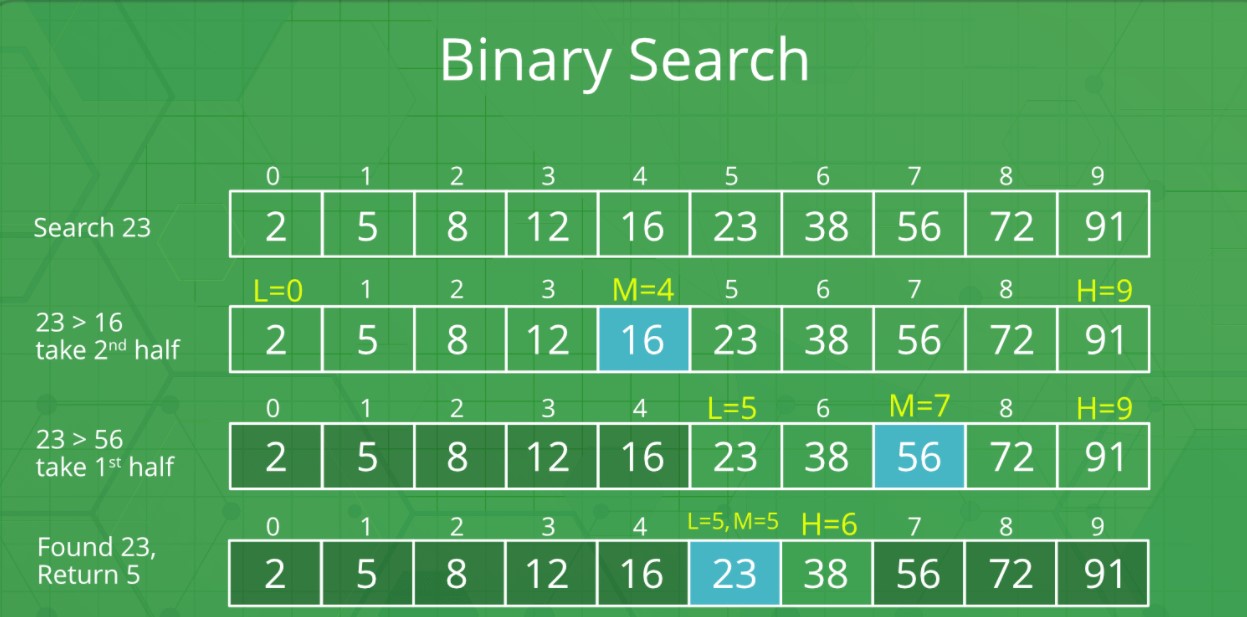 Binary Search
0 1 2 3 4 5 6 7 8 9
Search 23
2 5 8 12 16 23 38 56 72 91
L=0 1 2 3 M=4 5 6 7 8 H=9
23 > 16
take 2nd half
2 5 8 12 16 23 38 56 72 91
0 1 2 3 4 L=5 6 M=7 8 H=9
23 > 56
take 1st half
2 5 8 12 16 23 38 56 72 91
0 1 2 3 4 L=5, M=5 H=6 7 8 9
Found 23,
Return 5
2 5 8 12 16 23 38 56 72 91